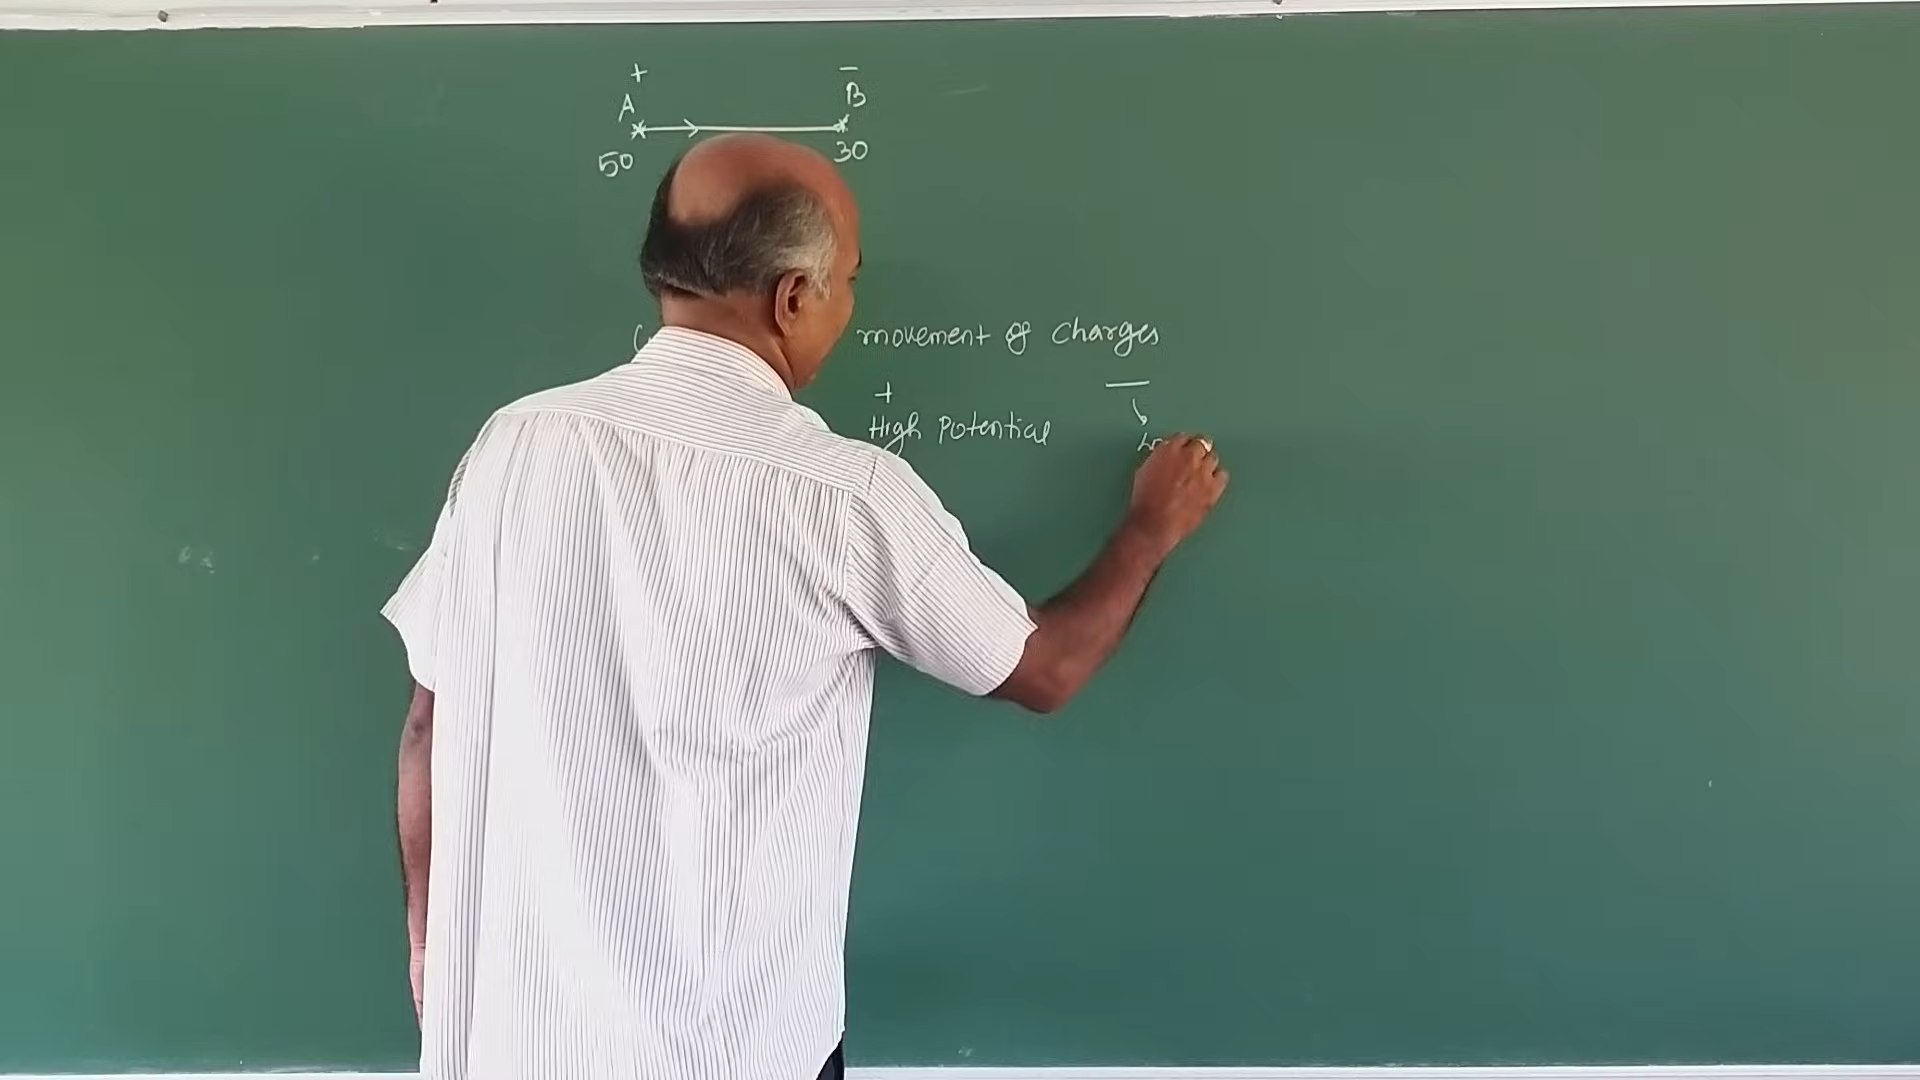 + –
A B
50 30
movement of charges
+ —
High Potential